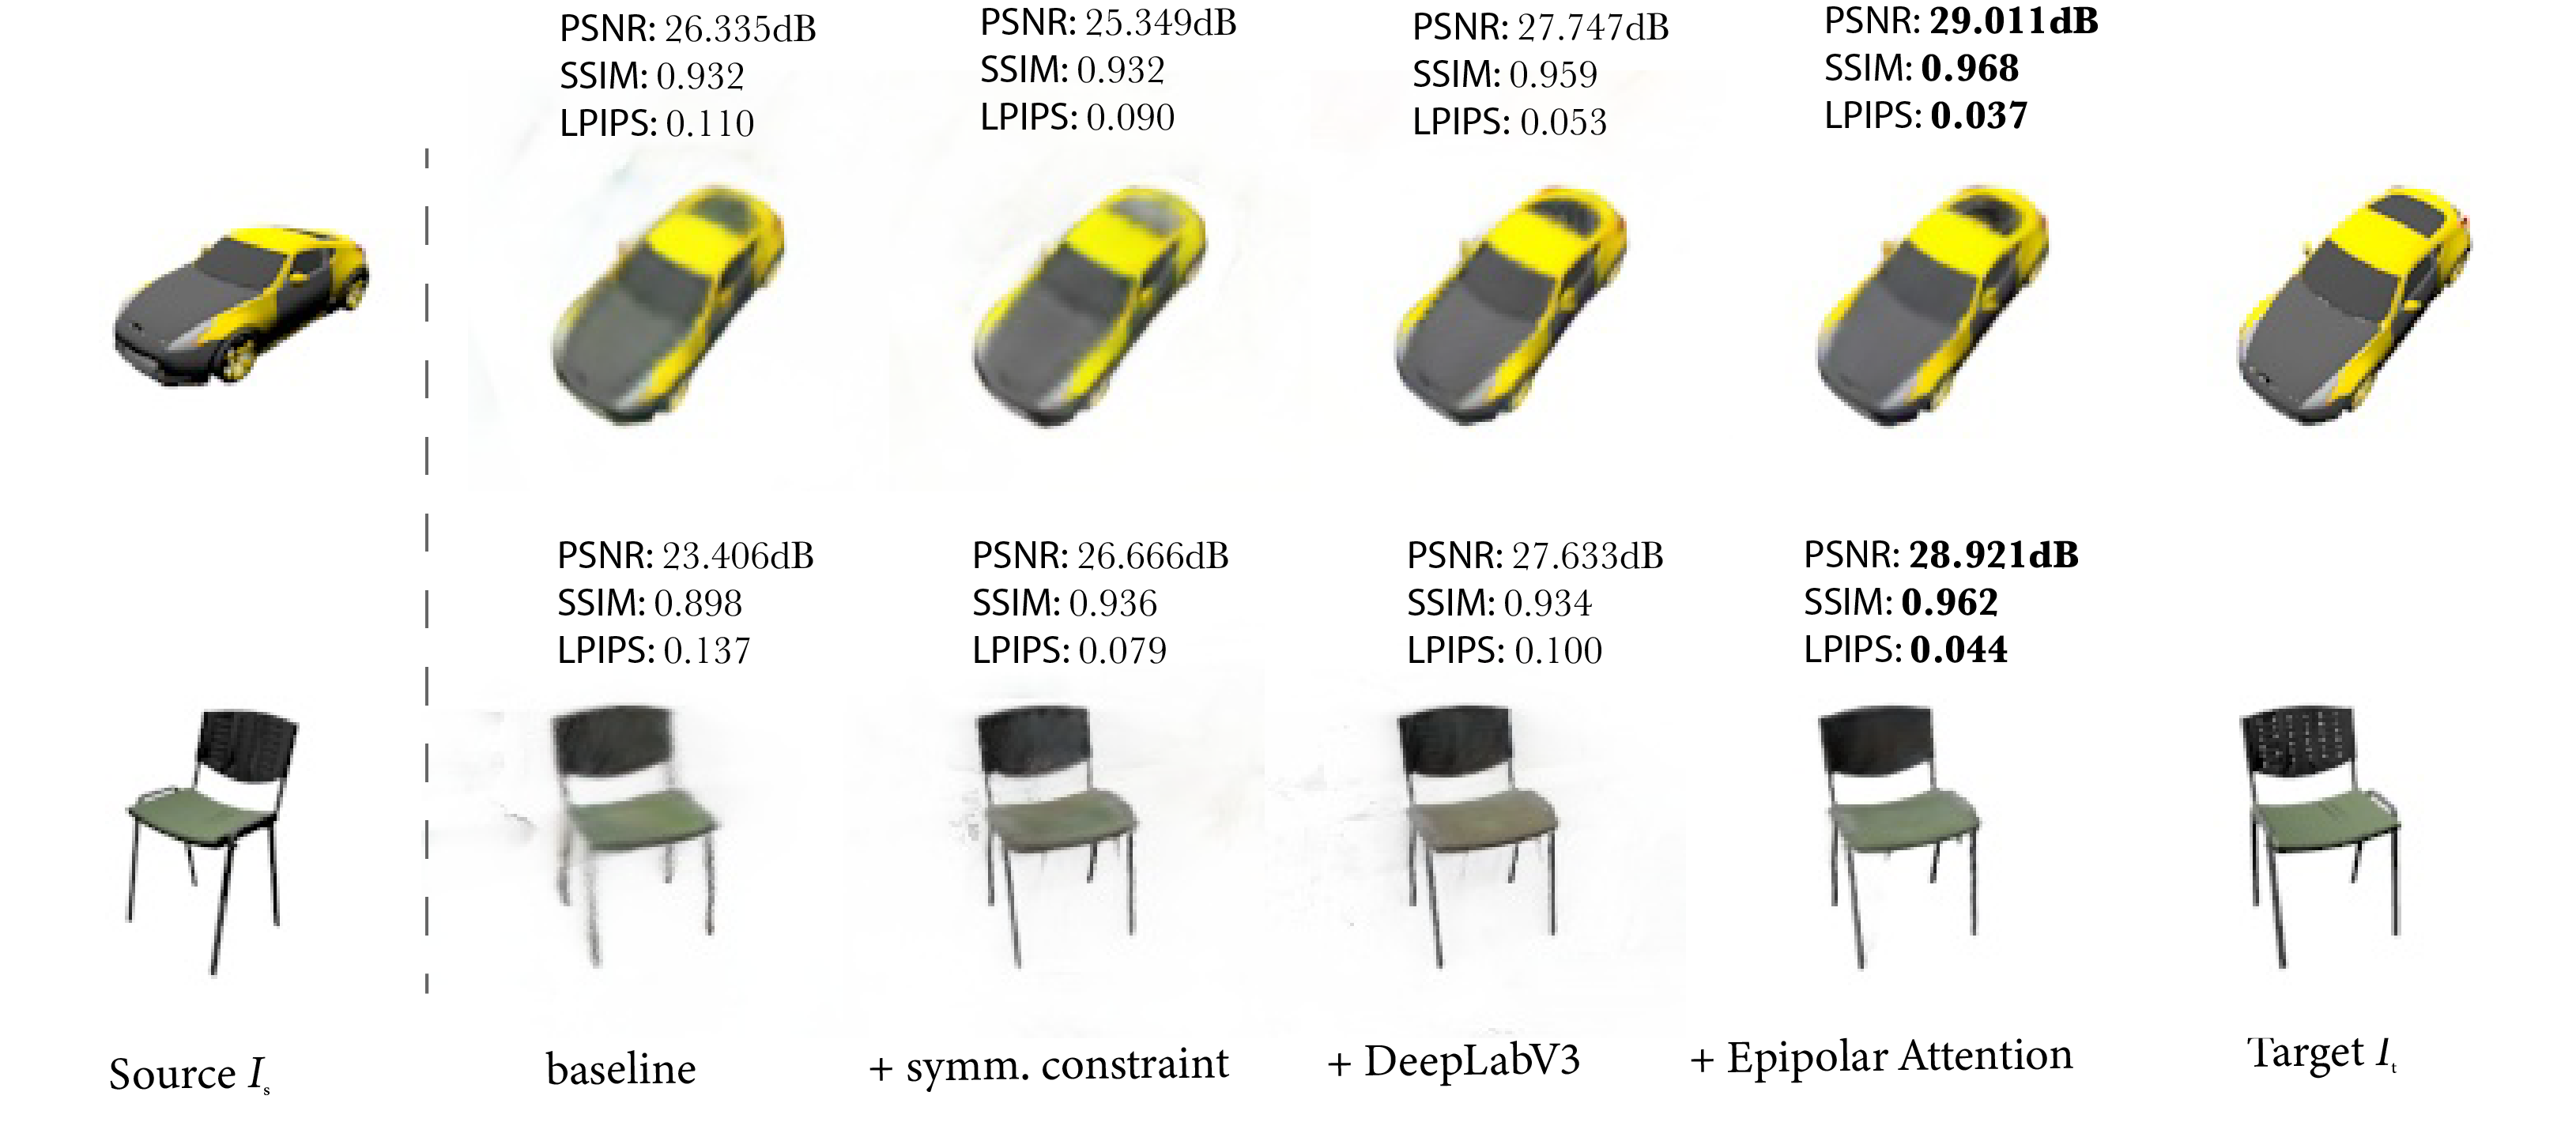 PSNR: 26.335dB
SSIM: 0.932
LPIPS: 0.110
PSNR: 25.349dB
SSIM: 0.932
LPIPS: 0.090
PSNR: 27.747dB
SSIM: 0.959
LPIPS: 0.053
PSNR: 29.011dB
SSIM: 0.968
LPIPS: 0.037
PSNR: 23.406dB
SSIM: 0.898
LPIPS: 0.137
PSNR: 26.666dB
SSIM: 0.936
LPIPS: 0.079
PSNR: 27.633dB
SSIM: 0.934
LPIPS: 0.100
PSNR: 28.921dB
SSIM: 0.962
LPIPS: 0.044
Source Is
baseline
+ symm. constraint
+ DeepLabV3
+ Epipolar Attention
Target It